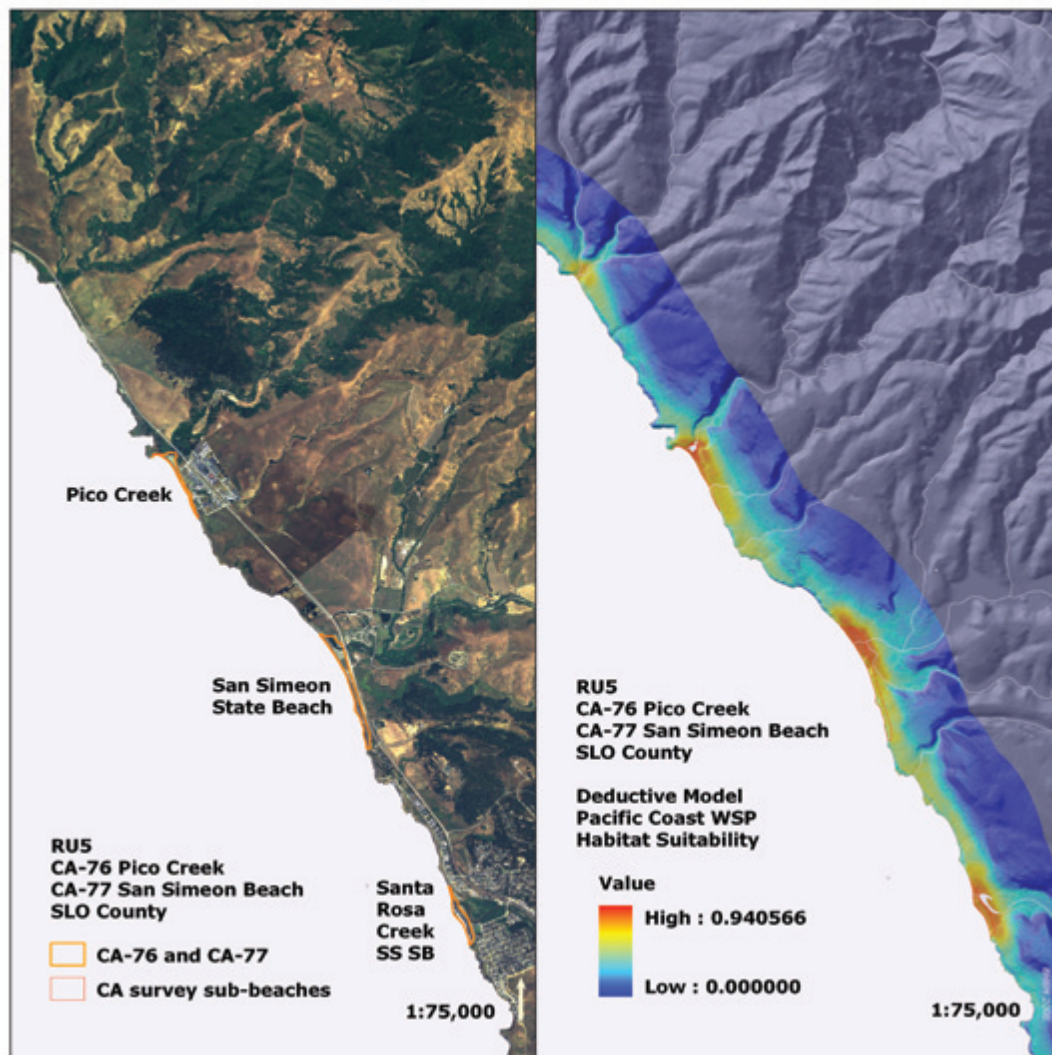 Pico Creek
San Simeon
State Beach
RU5
CA-76 Pico Creek
CA-77 San Simeon Beach
SLO County
CA-76 and CA-77
CA survey sub-beaches
Santa
Rosa
Creek
SS SB
1:75,000
RU5
CA-76 Pico Creek
CA-77 San Simeon Beach
SLO County
Deductive Model
Pacific Coast WSP
Habitat Suitability
Value
High : 0.940566
Low : 0.000000
1:75,000